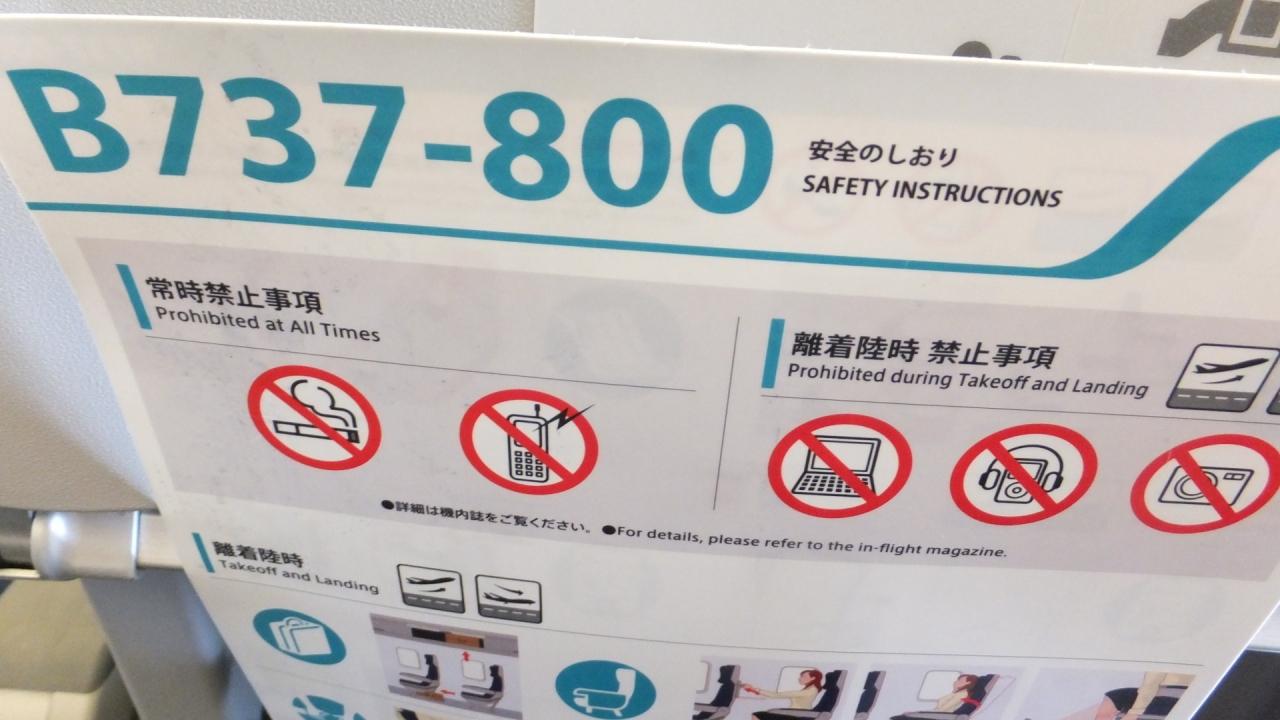 B737-800
安全のしおり
SAFETY INSTRUCTIONS
常時禁止事項
Prohibited at All Times
離着陸時 禁止事項
Prohibited during Takeoff and Landing
●詳細は機内誌をご覧ください。 ●For details, please refer to the in-flight magazine.
離着陸時
Takeoff and Landing